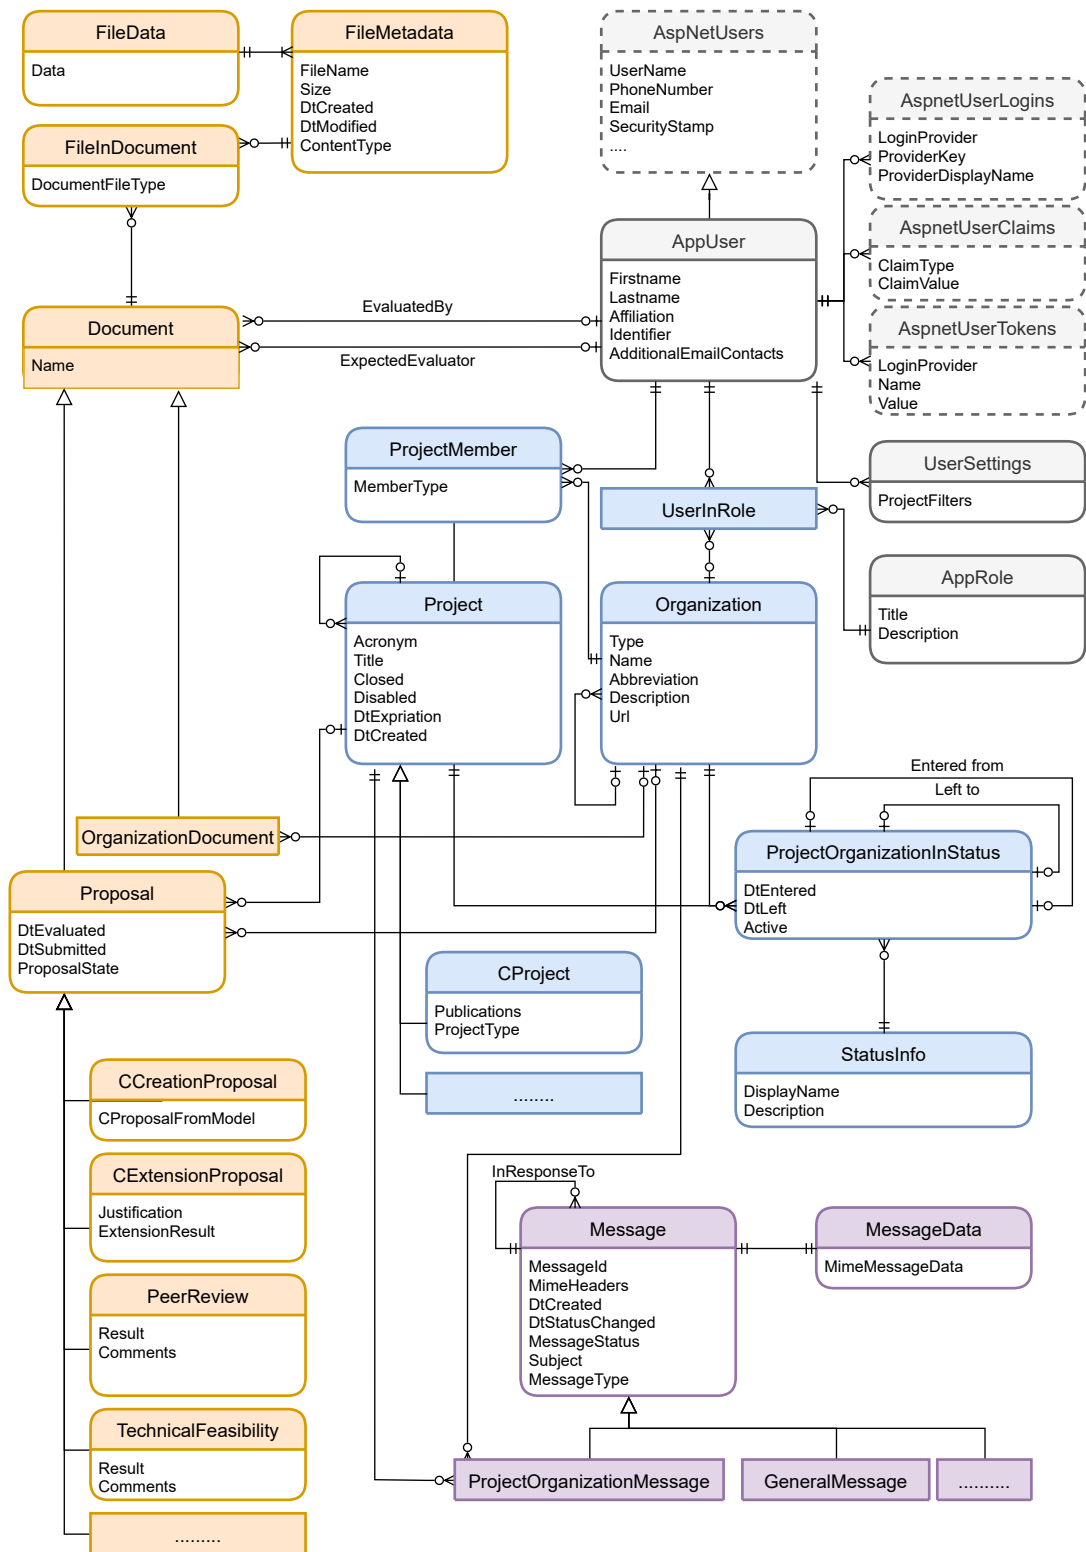 FileData
Data
FileMetadata
FileName
Size
DtCreated
DtModified
ContentType
FileInDocument
DocumentFileType
AspNetUsers
UserName
PhoneNumber
Email
SecurityStamp
....
AspnetUserLogins
LoginProvider
ProviderKey
ProviderDisplayName
AspnetUserClaims
ClaimType
ClaimValue
AspnetUserTokens
LoginProvider
Name
Value
AppUser
Firstname
Lastname
Affiliation
Identifier
AdditionalEmailContacts
EvaluatedBy
ExpectedEvaluator
Document
Name
ProjectMember
MemberType
UserInRole
UserSettings
ProjectFilters
AppRole
Title
Description
Project
Acronym
Title
Closed
Disabled
DtExpriation
DtCreated
Organization
Type
Name
Abbreviation
Description
Url
Entered from
Left to
OrganizationDocument
ProjectOrganizationInStatus
DtEntered
DtLeft
Active
Proposal
DtEvaluated
DtSubmitted
ProposalState
CProject
Publications
ProjectType
........
StatusInfo
DisplayName
Description
CCreationProposal
CProposalFromModel
CExtensionProposal
Justification
ExtensionResult
PeerReview
Result
Comments
TechnicalFeasibility
Result
Comments
.........
InResponseTo
Message
MessageId
MimeHeaders
DtCreated
DtStatusChanged
MessageStatus
Subject
MessageType
MessageData
MimeMessageData
ProjectOrganizationMessage
GeneralMessage
..........